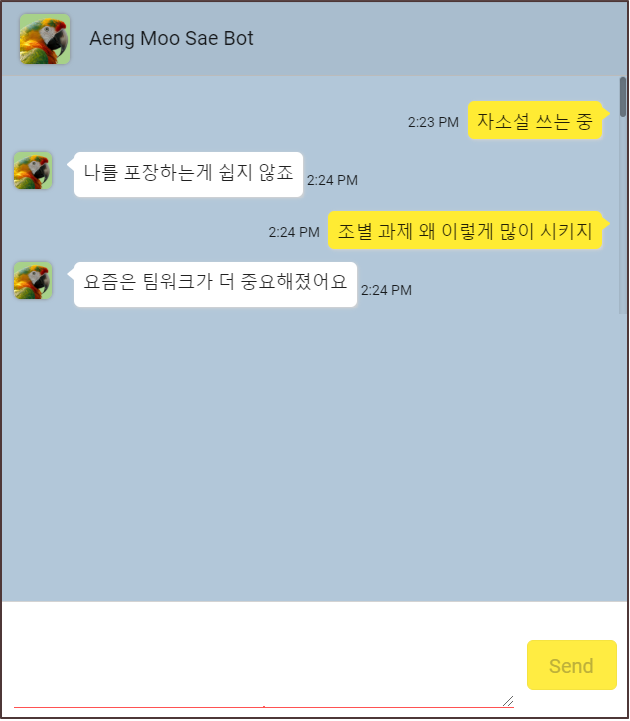 Aeng Moo Sae Bot
2:23 PM 자소설 쓰는 중
나를 포장하는게 쉽지 않죠 2:24 PM
2:24 PM 조별 과제 왜 이렇게 많이 시키지
요즘은 팀워크가 더 중요해졌어요 2:24 PM
Send